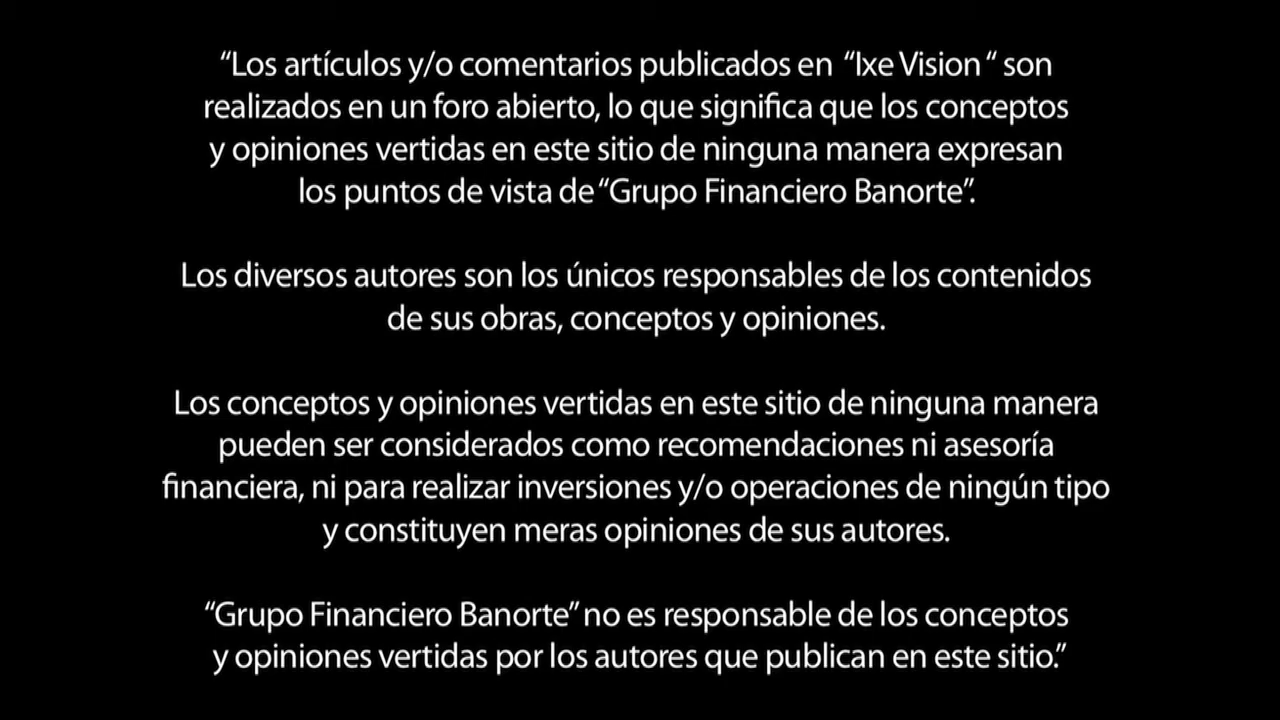 “Los artículos y/o comentarios publicados en “Ixe Vision “ son
realizados en un foro abierto, lo que significa que los conceptos
y opiniones vertidas en este sitio de ninguna manera expresan
los puntos de vista de “Grupo Financiero Banorte”.
Los diversos autores son los únicos responsables de los contenidos
de sus obras, conceptos y opiniones.
Los conceptos y opiniones vertidas en este sitio de ninguna manera
pueden ser considerados como recomendaciones ni asesoría
financiera, ni para realizar inversiones y/o operaciones de ningún tipo
y constituyen meras opiniones de sus autores.
“Grupo Financiero Banorte” no es responsable de los conceptos
y opiniones vertidas por los autores que publican en este sitio.”